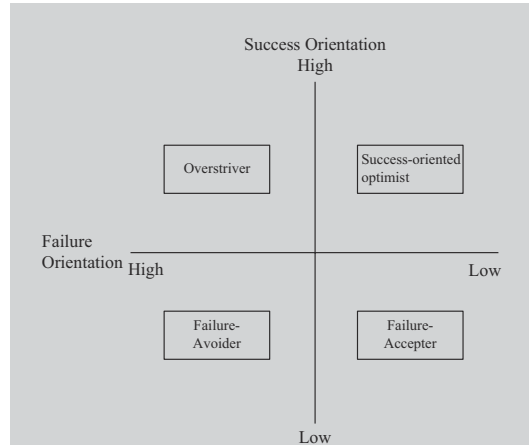 Success Orientation
High
Overstriver
Success-oriented
optimist
Failure
Orientation
High
Low
Failure-
Avoider
Failure-
Accepter
Low